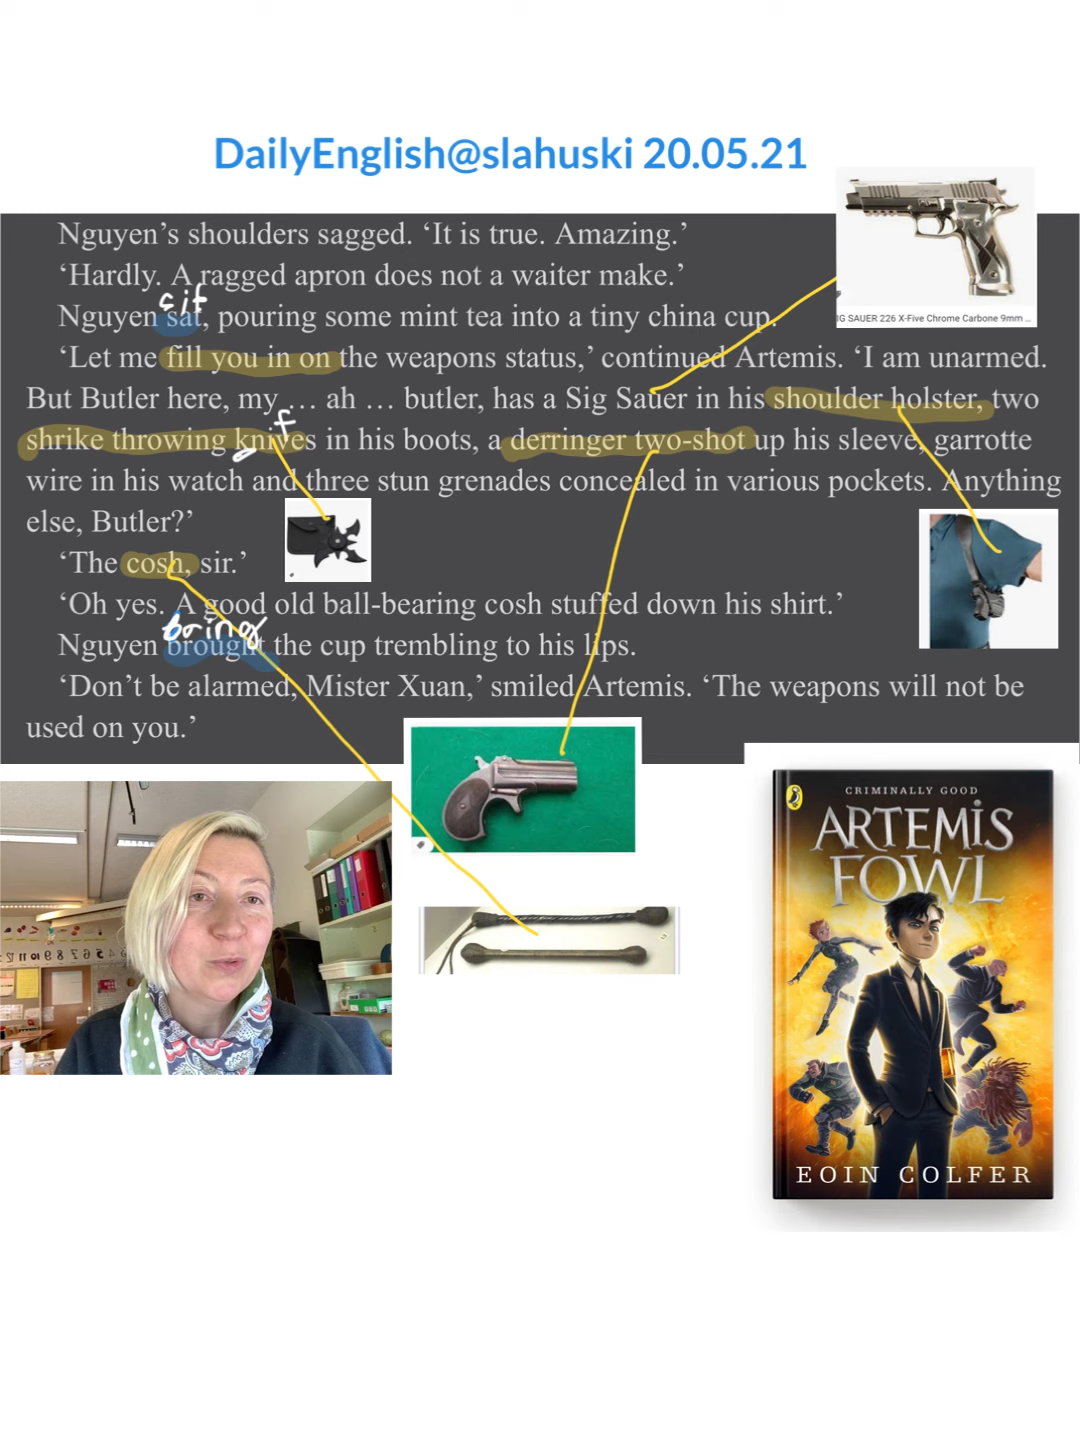 DailyEnglish@slahuski 20.05.21
Nguyen’s shoulders sagged. ‘It is true. Amazing.’
‘Hardly. A ragged apron does not a waiter make.’
sit
Nguyen sat, pouring some mint tea into a tiny china cup.
‘Let me fill you in on the weapons status,’ continued Artemis. ‘I am unarmed.
But Butler here, my … ah … butler, has a Sig Sauer in his shoulder holster, two
f
shrike throwing knives in his boots, a derringer two-shot up his sleeve, garrotte
wire in his watch and three stun grenades concealed in various pockets. Anything
else, Butler?’
‘The cosh, sir.’
‘Oh yes. A good old ball-bearing cosh stuffed down his shirt.’
bring
Nguyen brought the cup trembling to his lips.
‘Don’t be alarmed, Mister Xuan,’ smiled Artemis. ‘The weapons will not be
used on you.’
IG SAUER 226 X-Five Chrome Carbone 9mm ...
CRIMINALLY GOOD
ARTEMIS
FOWL
EOIN COLFER